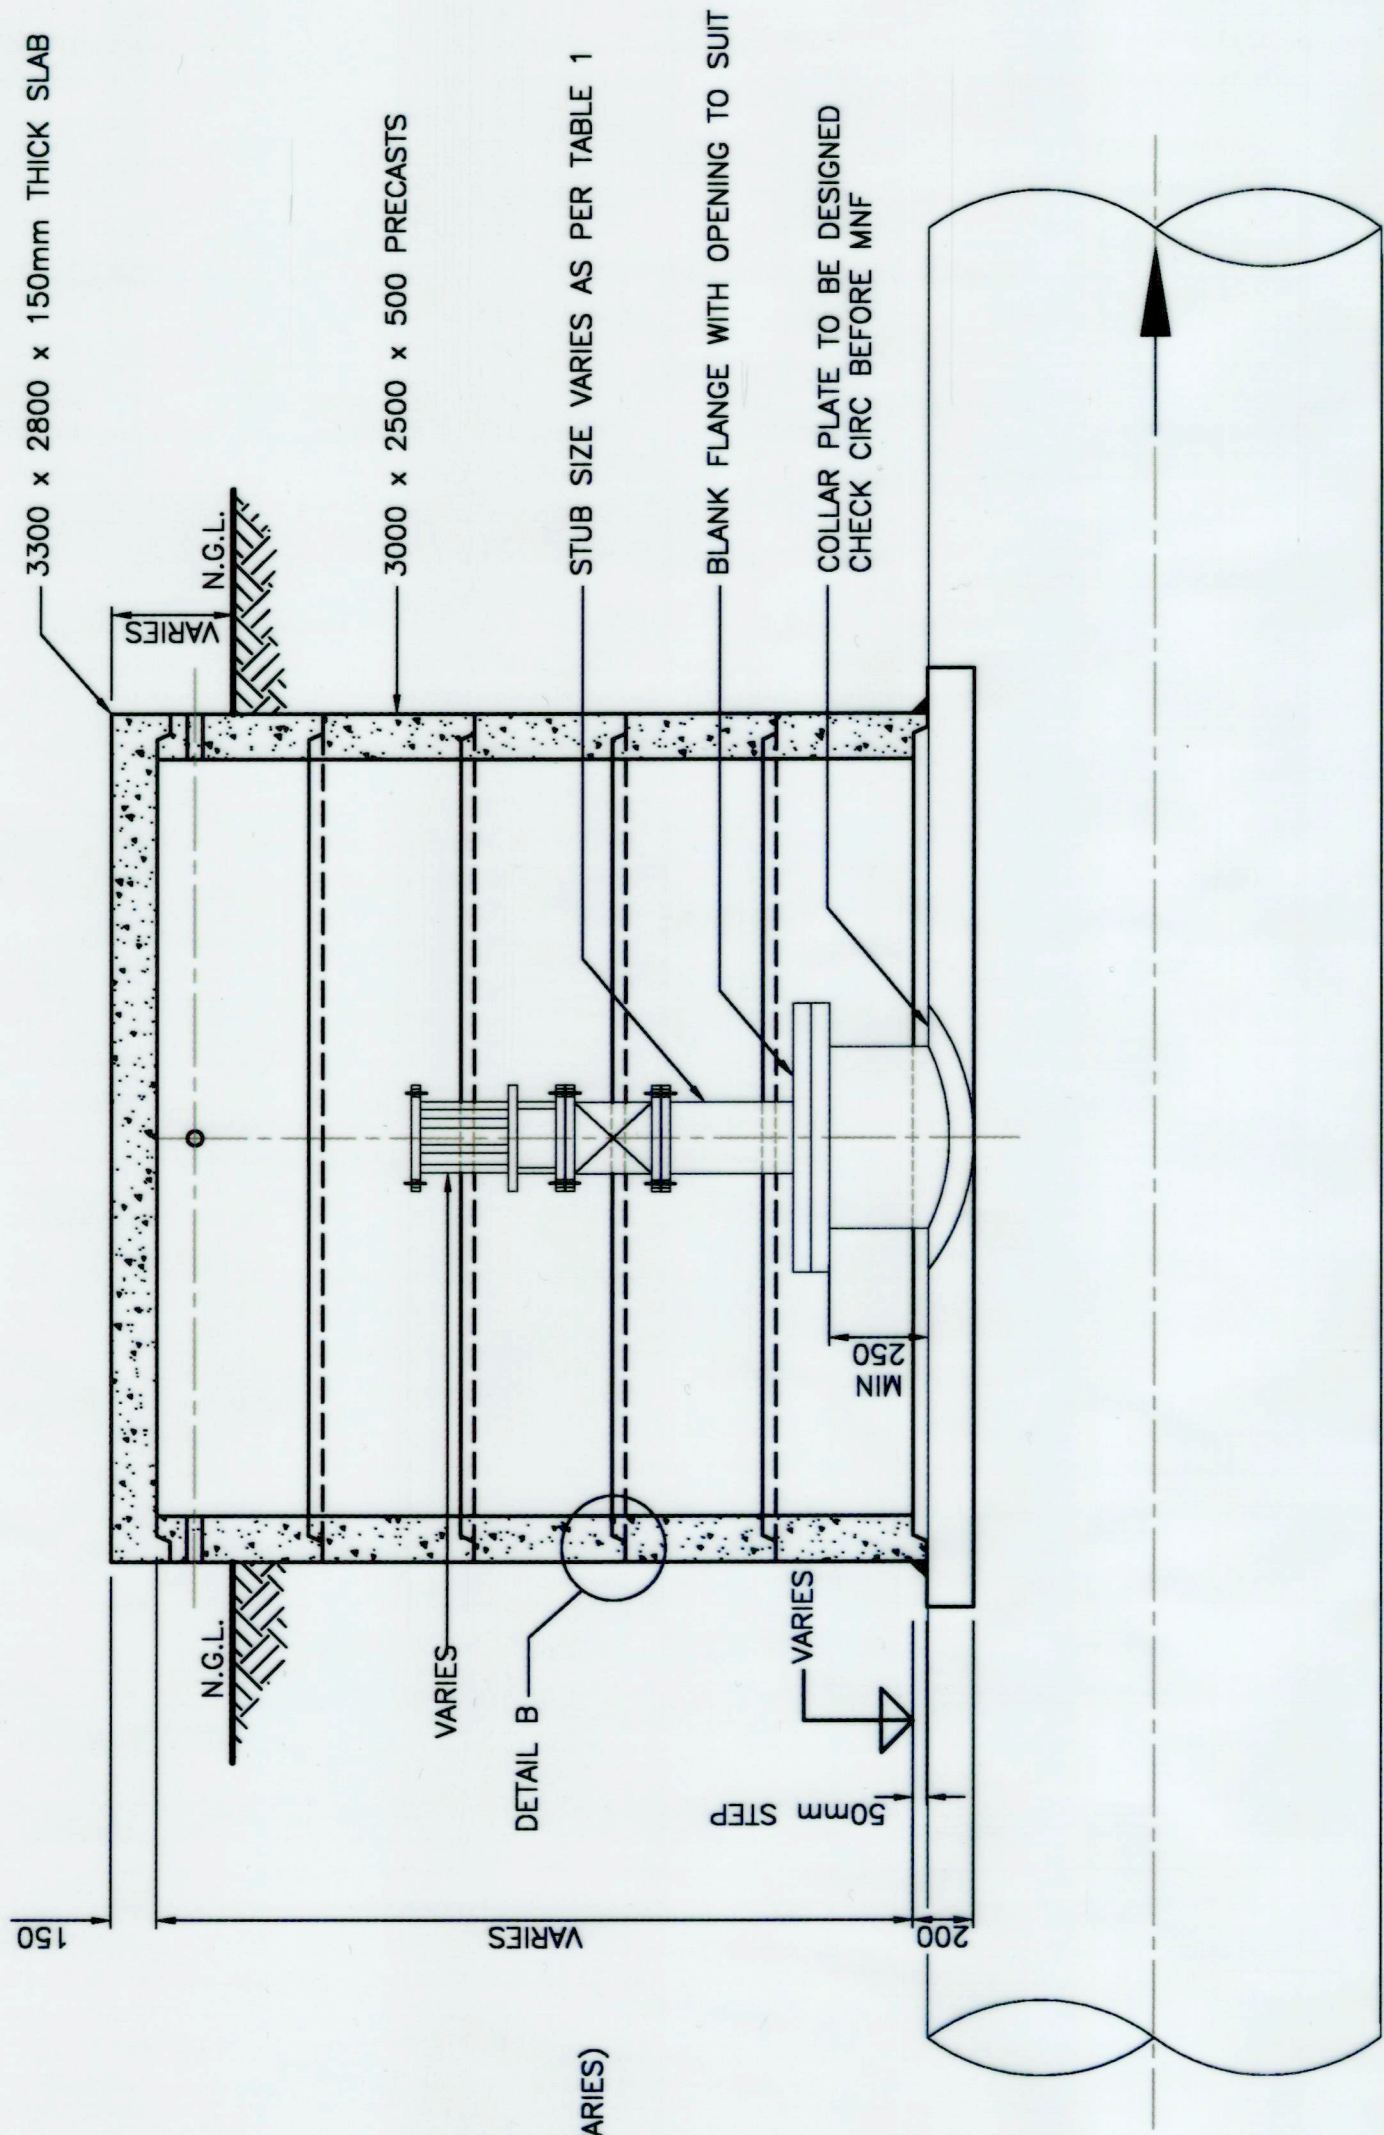 3300 x 2800 x 150mm THICK SLAB
VARIES
N.G.L.
3000 x 2500 x 500 PRECASTS
STUB SIZE VARIES AS PER TABLE 1
BLANK FLANGE WITH OPENING TO SUIT
COLLAR PLATE TO BE DESIGNED
CHECK CIRC BEFORE MNF
MIN
250
N.G.L.
VARIES
DETAIL B
VARIES
50mm STEP
150
VARIES
200
ARIES)